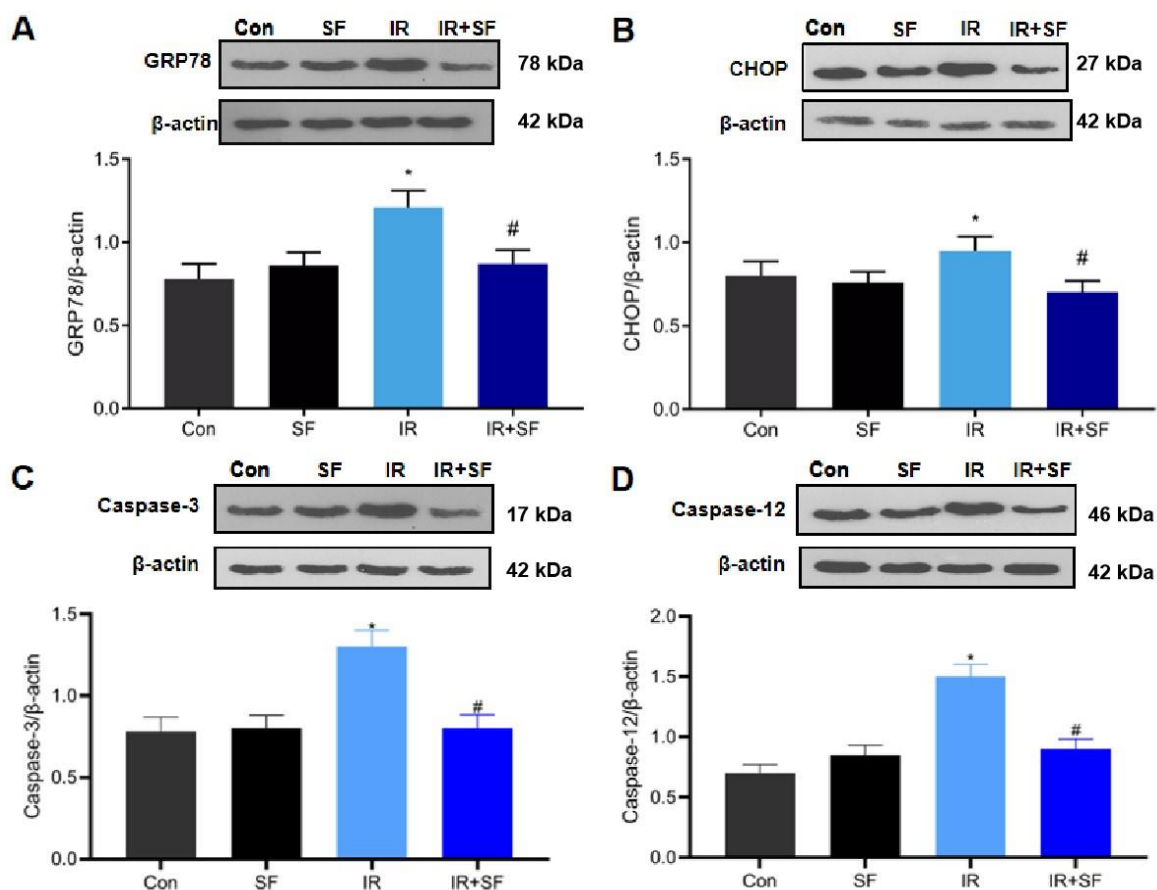 A
Con SF IR IR+SF
GRP78 78 kDa
β-actin 42 kDa
1.5
1.0
0.5
0.0
GRP78/β-actin
*
#
Con SF IR IR+SF
B
Con SF IR IR+SF
CHOP 27 kDa
β-actin 42 kDa
1.5
1.0
0.5
0.0
CHOP/β-actin
*
#
Con SF IR IR+SF
C
Con SF IR IR+SF
Caspase-3 17 kDa
β-actin 42 kDa
1.5
1.0
0.5
0.0
Caspase-3/β-actin
*
#
Con SF IR IR+SF
D
Con SF IR IR+SF
Caspase-12 46 kDa
β-actin 42 kDa
2.0
1.5
1.0
0.5
0.0
Caspase-12/β-actin
*
#
Con SF IR IR+SF